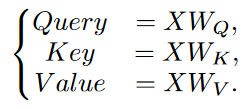 Query = XW_Q,
Key = XW_K,
Value = XW_V.